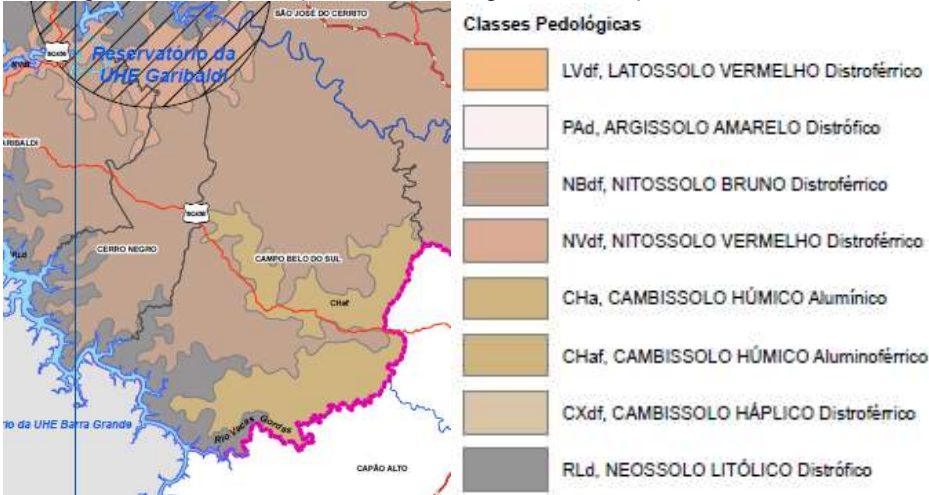 SÃO JOSÉ DO CERRITO
Reservatório da
UHE Garibaldi
NVdf
ARIBALDI
CERRO NEGRO
CAMPO BELO DO SUL
RLd
CHaf
rio da UHE Barra Grande
Rio Vacas Gordas
CAPÃO ALTO
Classes Pedológicas
LVdf, LATOSSOLO VERMELHO Distroférrico
PAd, ARGISSOLO AMARELO Distrófico
NBdf, NITOSSOLO BRUNO Distroférrico
NVdf, NITOSSOLO VERMELHO Distroférrico
CHa, CAMBISSOLO HÚMICO Alumínico
CHaf, CAMBISSOLO HÚMICO Aluminoférrico
CXdf, CAMBISSOLO HÁPLICO Distroférrico
RLd, NEOSSOLO LITÓLICO Distrófico